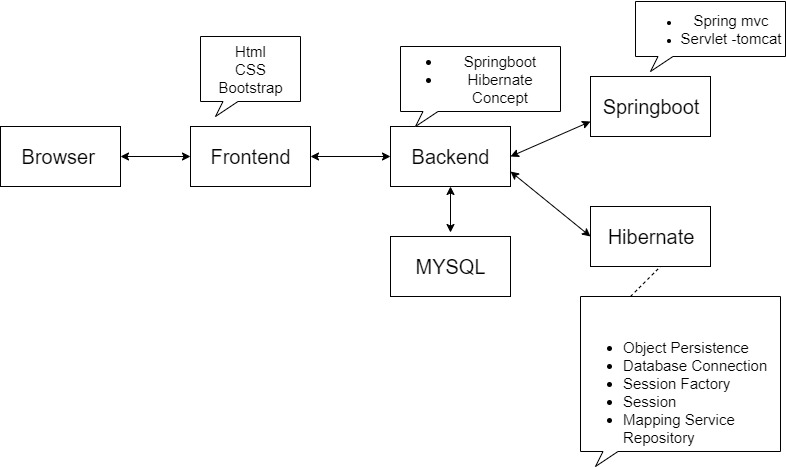 Spring mvc
Servlet -tomcat
Html
CSS
Bootstrap
Springboot
Hibernate
Concept
Springboot
Browser
Frontend
Backend
Hibernate
MYSQL
Object Persistence
Database Connection
Session Factory
Session
Mapping Service
Repository